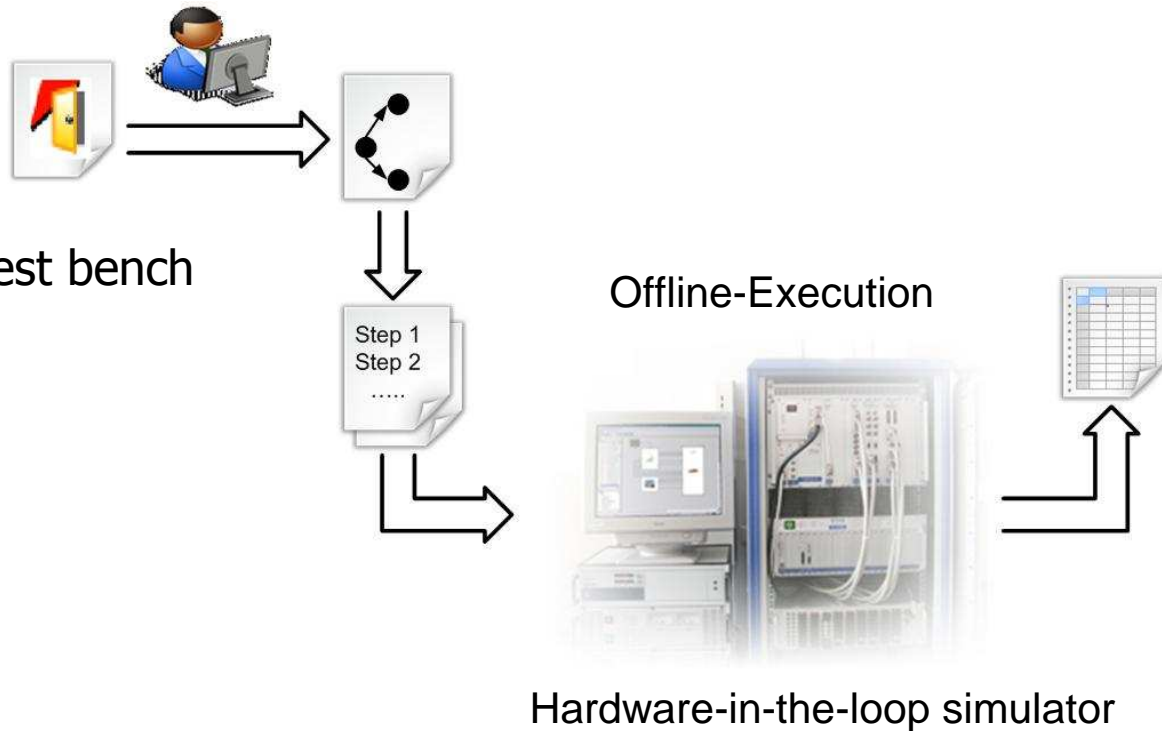 est bench
Offline-Execution
Step 1
Step 2
.....
Hardware-in-the-loop simulator